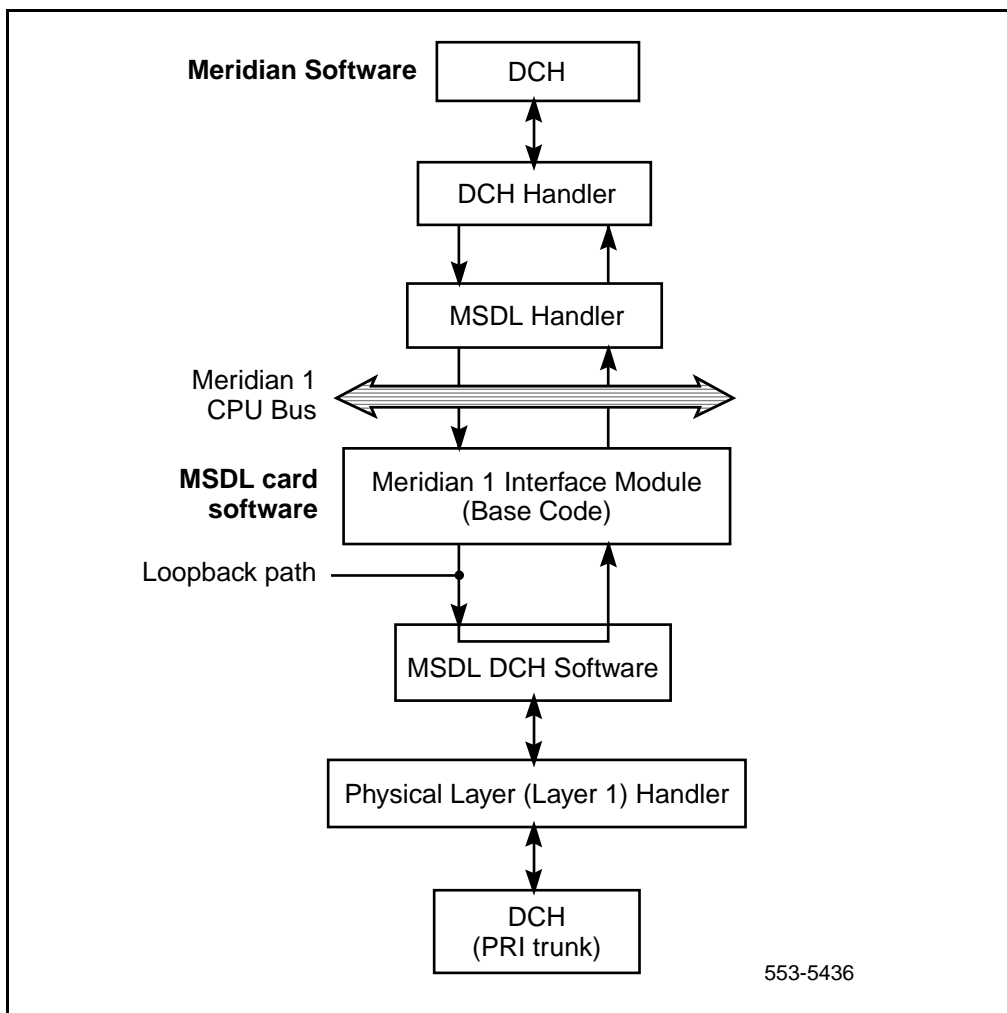 Meridian Software
DCH
DCH Handler
MSDL Handler
Meridian 1
CPU Bus
MSDL card
software
Meridian 1 Interface Module
(Base Code)
Loopback path
MSDL DCH Software
Physical Layer (Layer 1) Handler
DCH
(PRI trunk)
553-5436